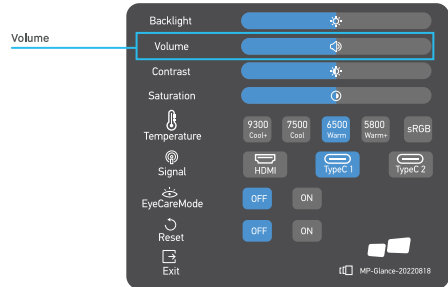 Volume
Backlight
Volume
Contrast
Saturation
Temperature
9300 7500 6500 5800 sRGB
Cool+ Cool Warm Warm+
Signal
HDMI TypeC 1 TypeC 2
EyeCareMode
OFF ON
Reset
OFF ON
Exit
MP-Glance-20220818